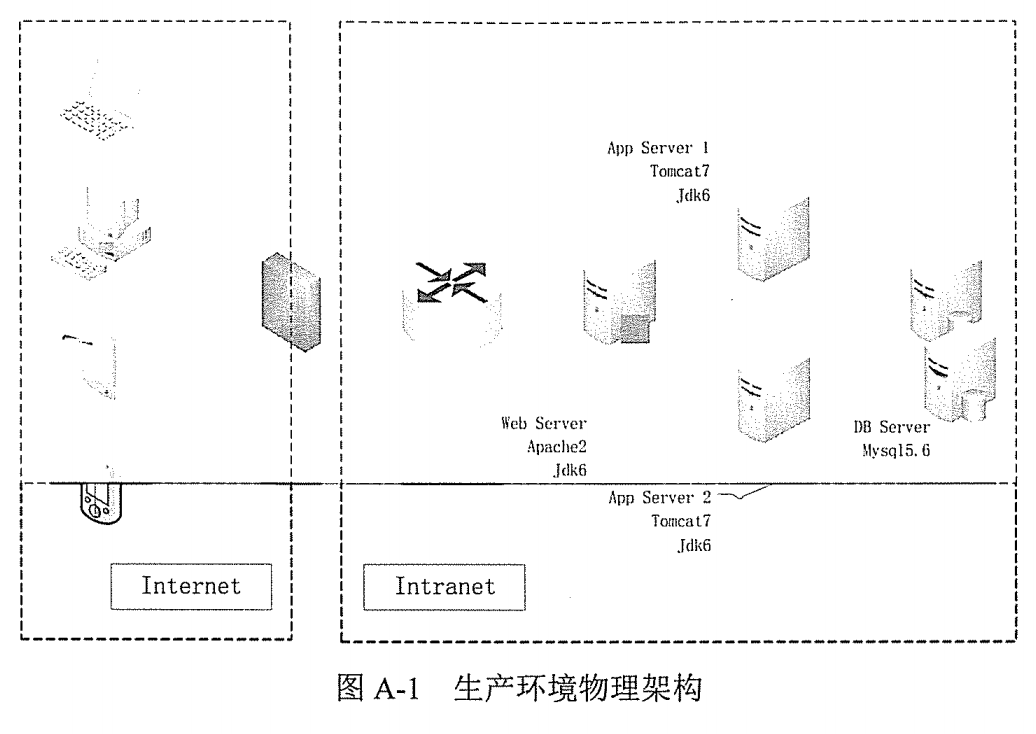 App Server 1
Tomcat7
Jdk6
Web Server
Apache2
Jdk6
DB Server
Mysql5.6
App Server 2
Tomcat7
Jdk6
Internet
Intranet
图 A-1 生产环境物理架构